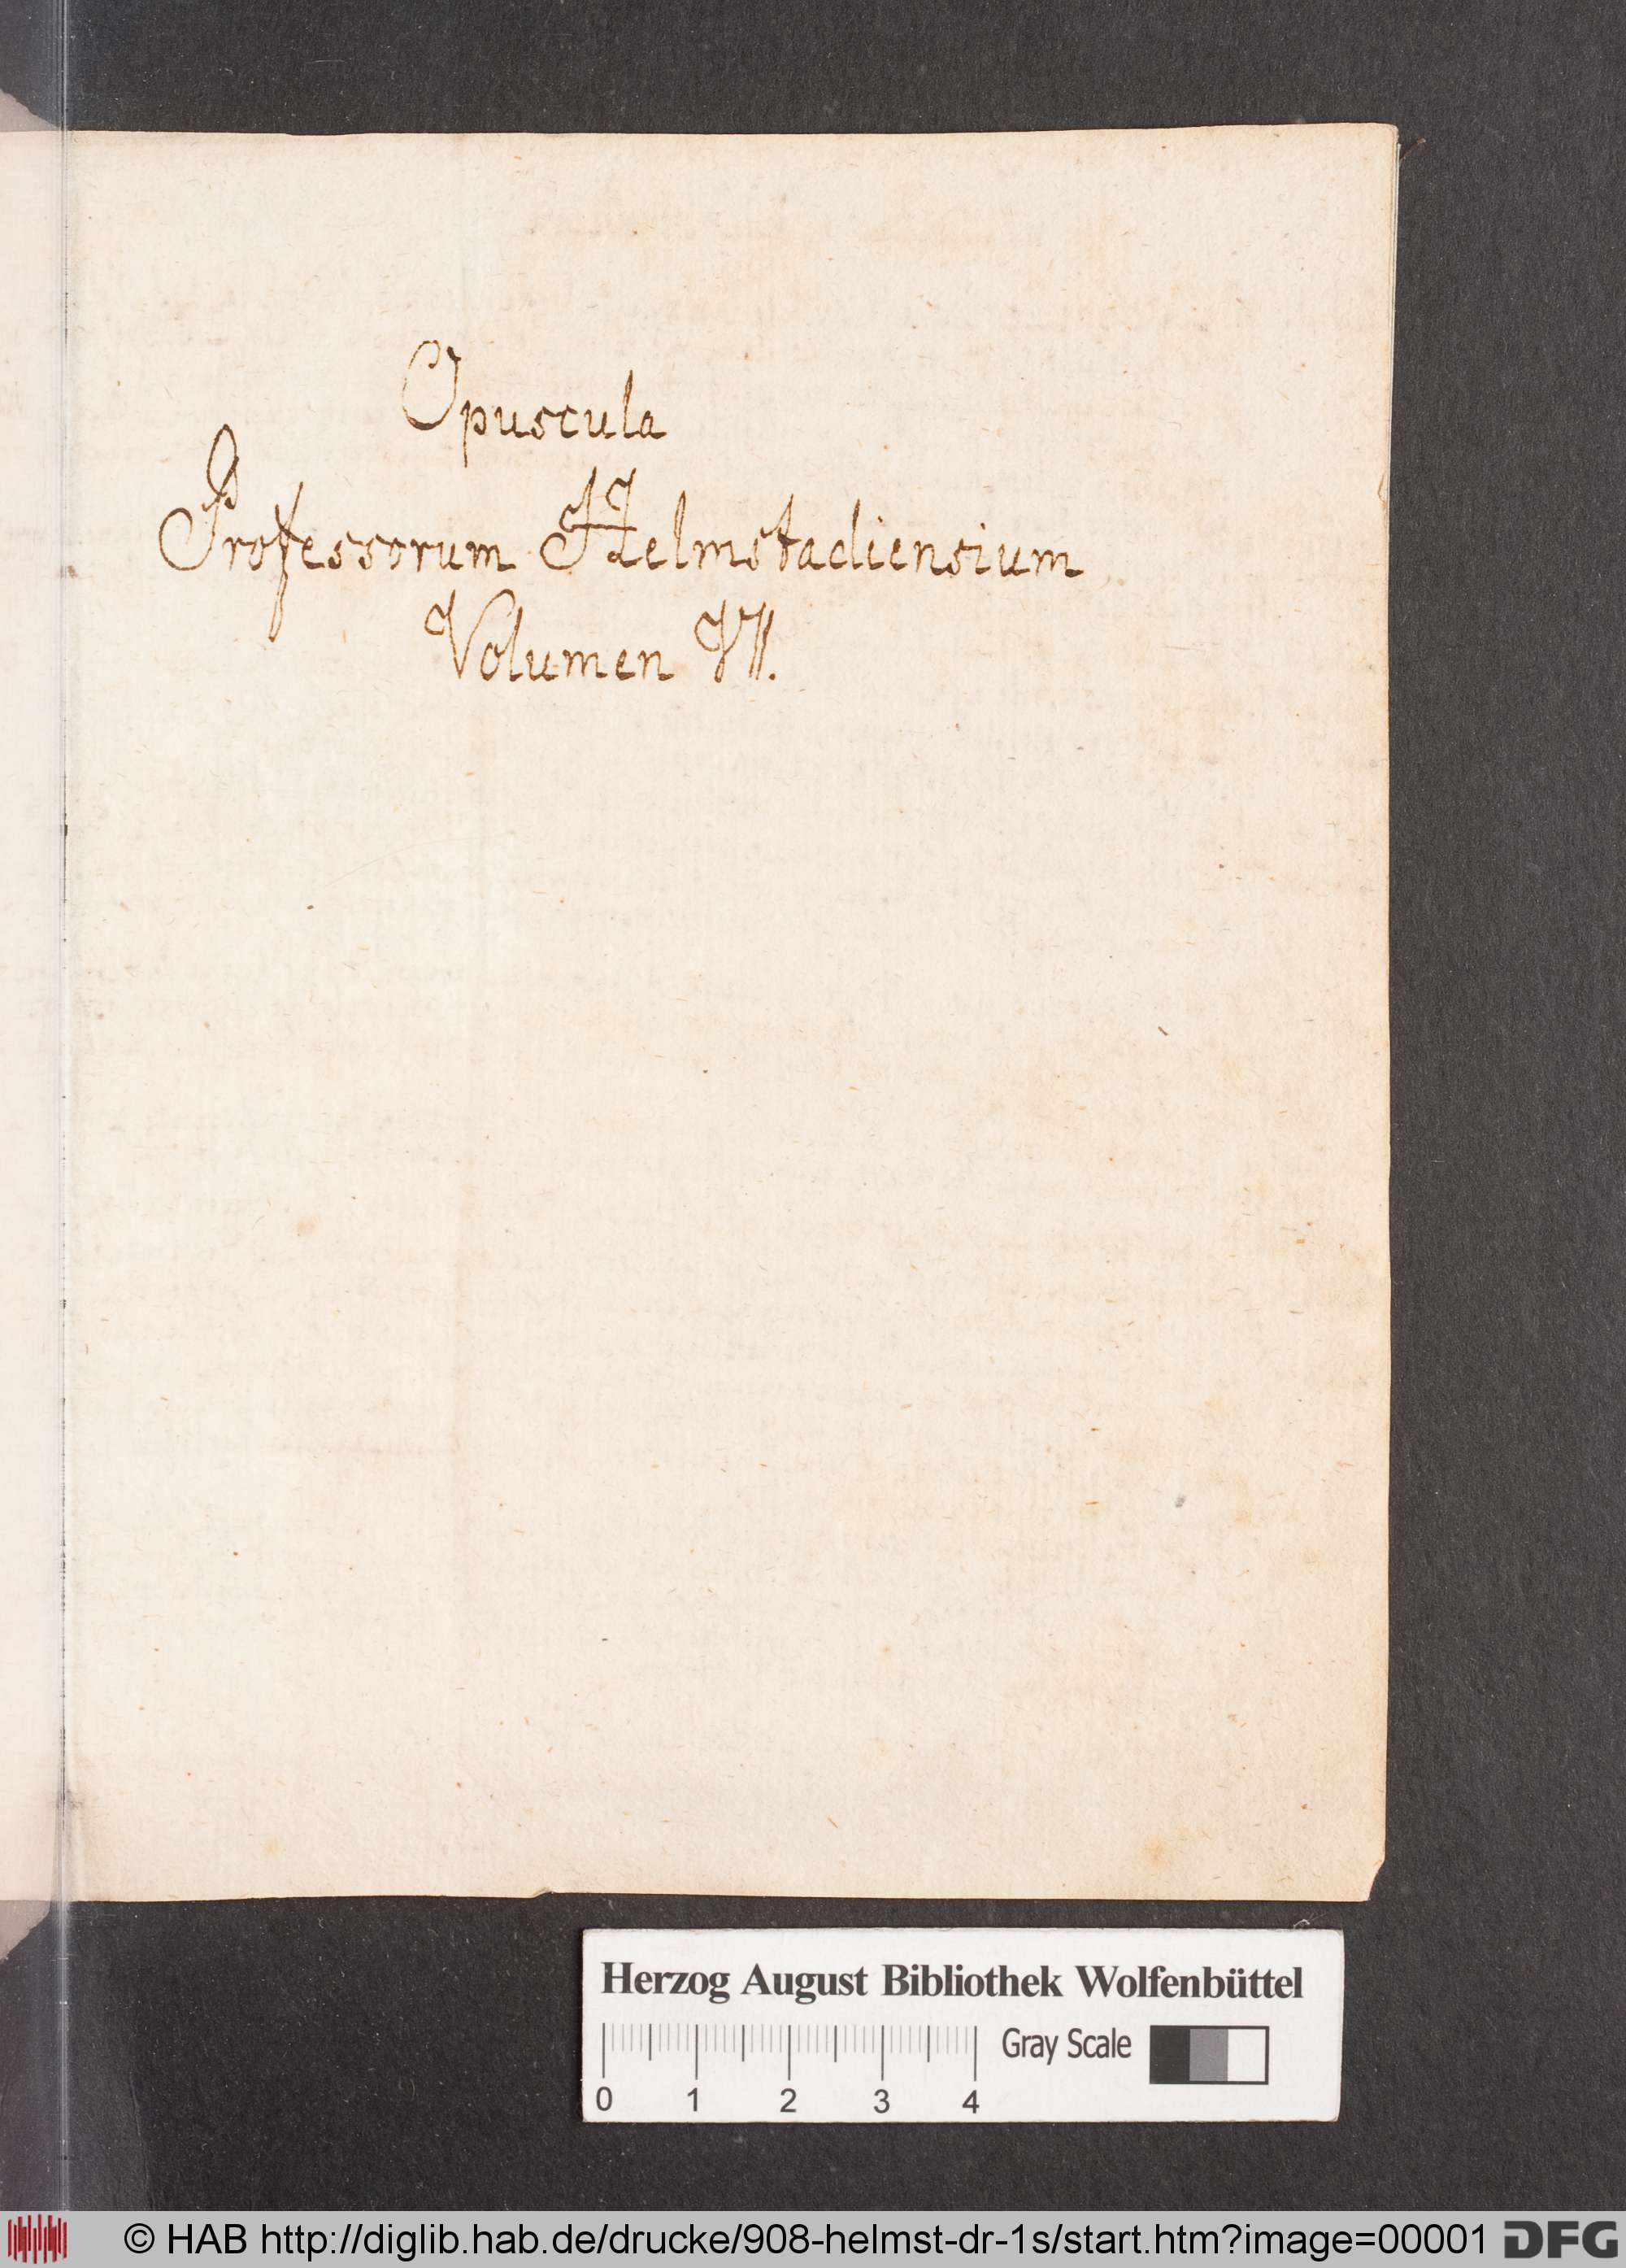 Opuscula
Professorum Helmstadiensium
Volumen VII.
Herzog August Bibliothek Wolfenbüttel
Gray Scale
0 1 2 3 4
© HAB http://diglib.hab.de/drucke/908-helmst-dr-1s/start.htm?image=00001 DFG